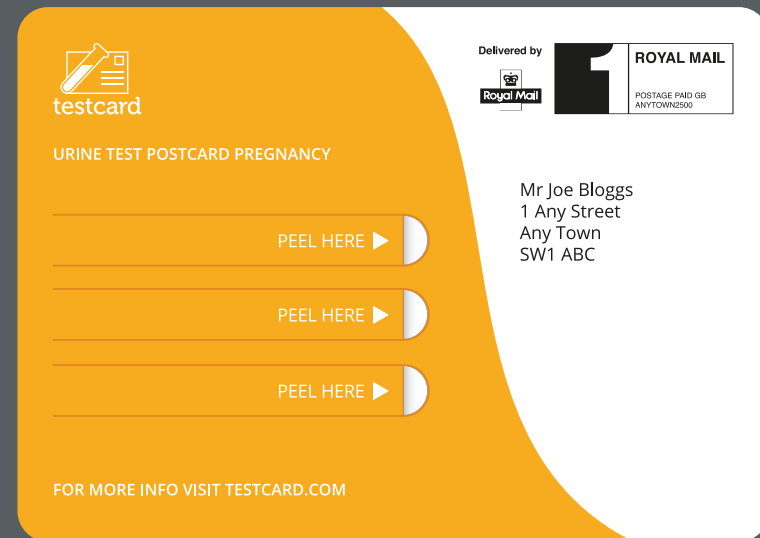 testcard
URINE TEST POSTCARD PREGNANCY
PEEL HERE
PEEL HERE
PEEL HERE
FOR MORE INFO VISIT TESTCARD.COM
Delivered by
Royal Mail
1
ROYAL MAIL
POSTAGE PAID GB
ANYTOWN2500
Mr Joe Bloggs
1 Any Street
Any Town
SW1 ABC